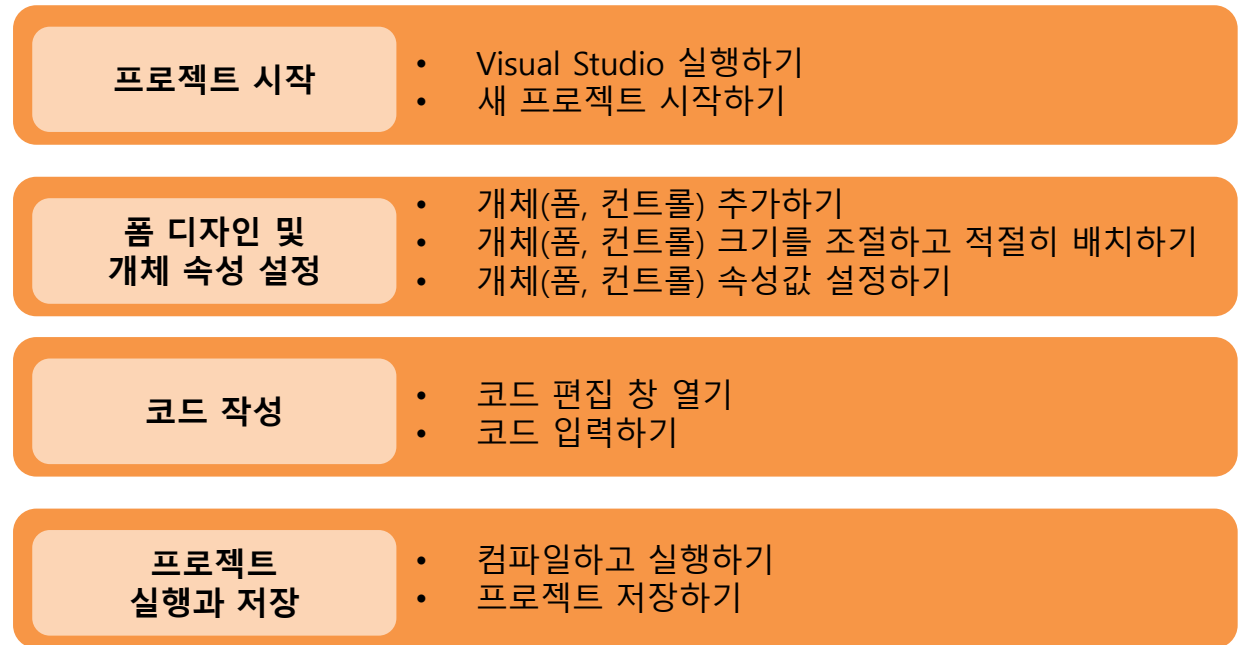 프로젝트 시작
• Visual Studio 실행하기
• 새 프로젝트 시작하기
폼 디자인 및
개체 속성 설정
• 개체(폼, 컨트롤) 추가하기
• 개체(폼, 컨트롤) 크기를 조절하고 적절히 배치하기
• 개체(폼, 컨트롤) 속성값 설정하기
코드 작성
• 코드 편집 창 열기
• 코드 입력하기
프로젝트
실행과 저장
• 컴파일하고 실행하기
• 프로젝트 저장하기